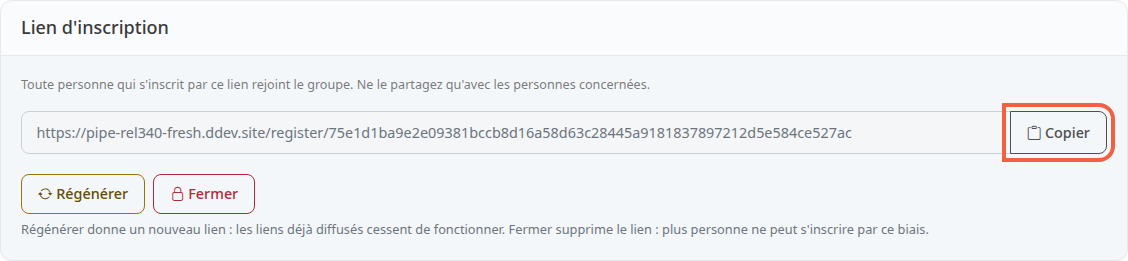 Lien d'inscription
Toute personne qui s'inscrit par ce lien rejoint le groupe. Ne le partagez qu'avec les personnes concernées.
https://pipe-rel340-fresh.ddev.site/register/75e1d1ba9e2e09381bccb8d16a58d63c28445a9181837897212d5e584ce527ac
Copier
Régénérer
Fermer
Régénérer donne un nouveau lien : les liens déjà diffusés cessent de fonctionner. Fermer supprime le lien : plus personne ne peut s'inscrire par ce biais.